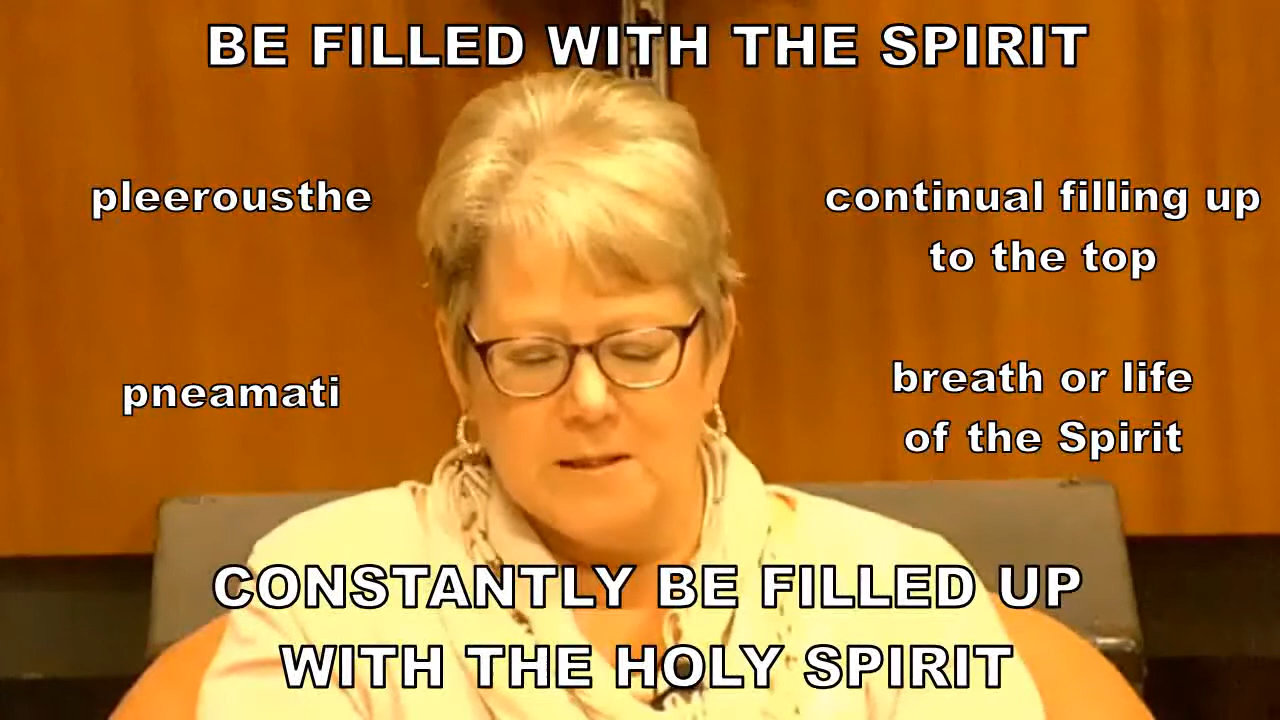 BE FILLED WITH THE SPIRIT
pleerousthe
continual filling up
to the top
pneamati
breath or life
of the Spirit
CONSTANTLY BE FILLED UP
WITH THE HOLY SPIRIT